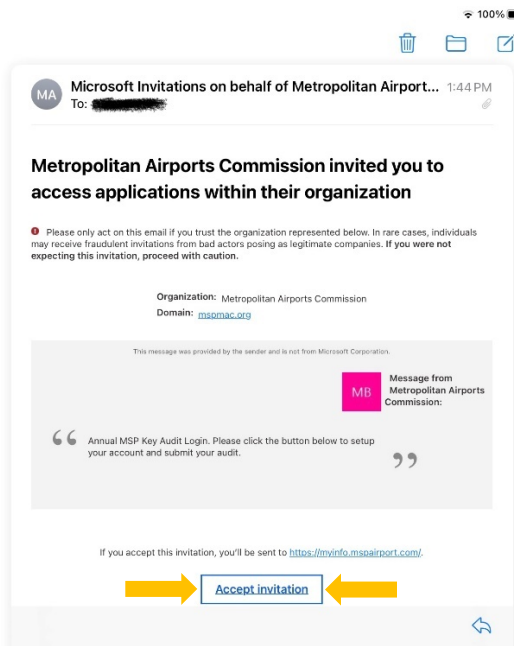 100%
MA
Microsoft Invitations on behalf of Metropolitan Airport... 1:44 PM
To:
Metropolitan Airports Commission invited you to
access applications within their organization
Please only act on this email if you trust the organization represented below. In rare cases, individuals
may receive fraudulent invitations from bad actors posing as legitimate companies. If you were not
expecting this invitation, proceed with caution.
Organization: Metropolitan Airports Commission
Domain: mspmac.org
This message was provided by the sender and is not from Microsoft Corporation.
MB
Message from
Metropolitan Airports
Commission:
“ Annual MSP Key Audit Login. Please click the button below to setup
your account and submit your audit. ”
If you accept this invitation, you'll be sent to https://myinfo.mspairport.com/.
Accept invitation